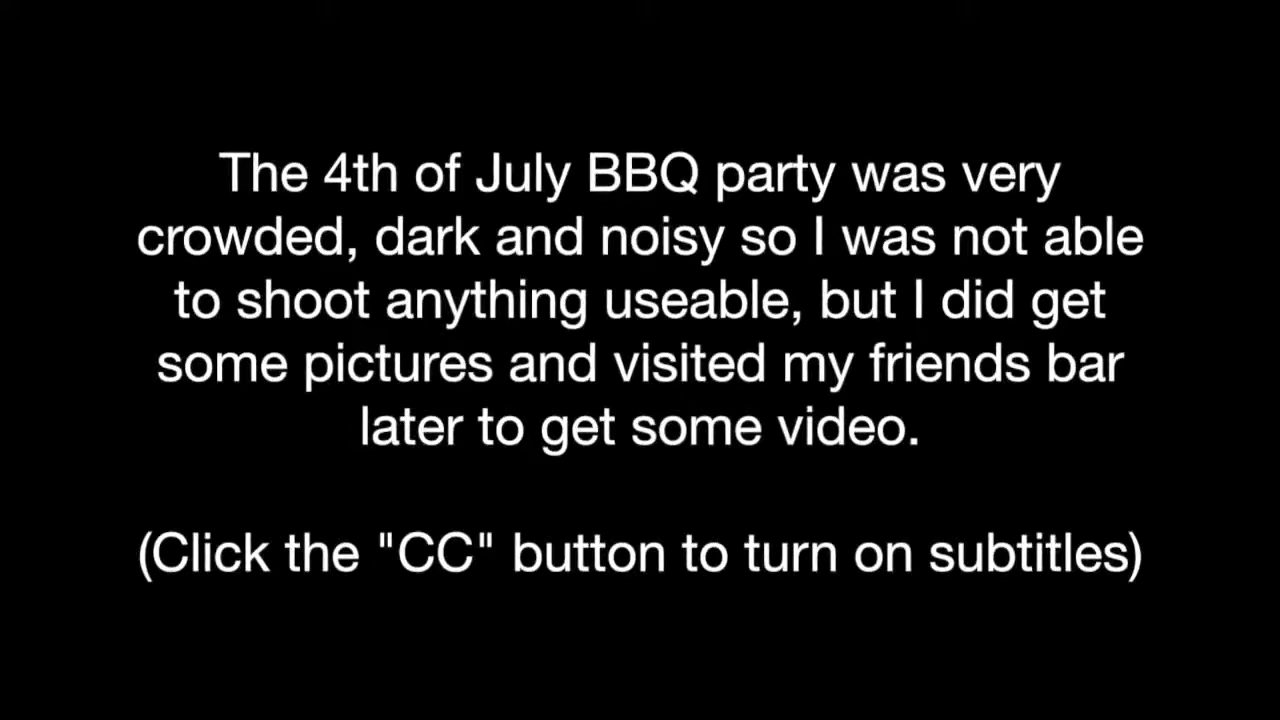 The 4th of July BBQ party was very
crowded, dark and noisy so I was not able
to shoot anything useable, but I did get
some pictures and visited my friends bar
later to get some video.
(Click the "CC" button to turn on subtitles)